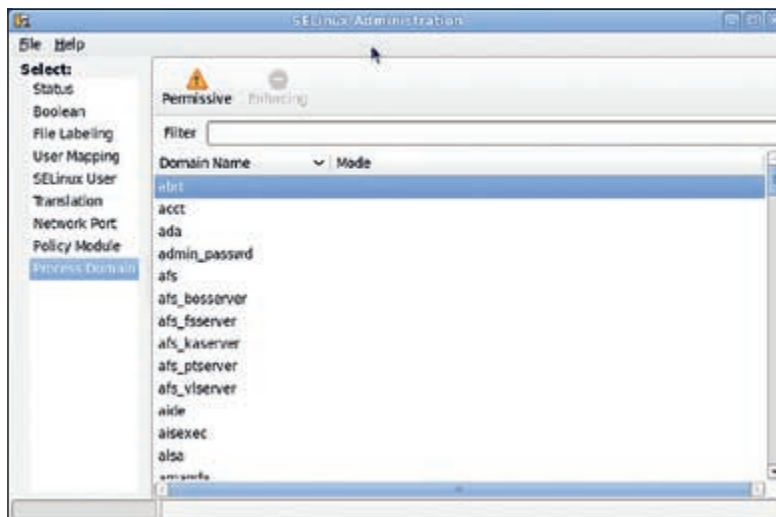 SELinux Administration
File Help
Select:
Status
Boolean
File Labeling
User Mapping
SELinux User
Translation
Network Port
Policy Module
Process Domain
Permissive Enforcing
Filter
Domain Name Mode
abrt
acct
ada
admin_passwd
afs
afs_bosserver
afs_fsserver
afs_kaserver
afs_ptserver
afs_vlserver
aide
aisexec
alsa
amanda